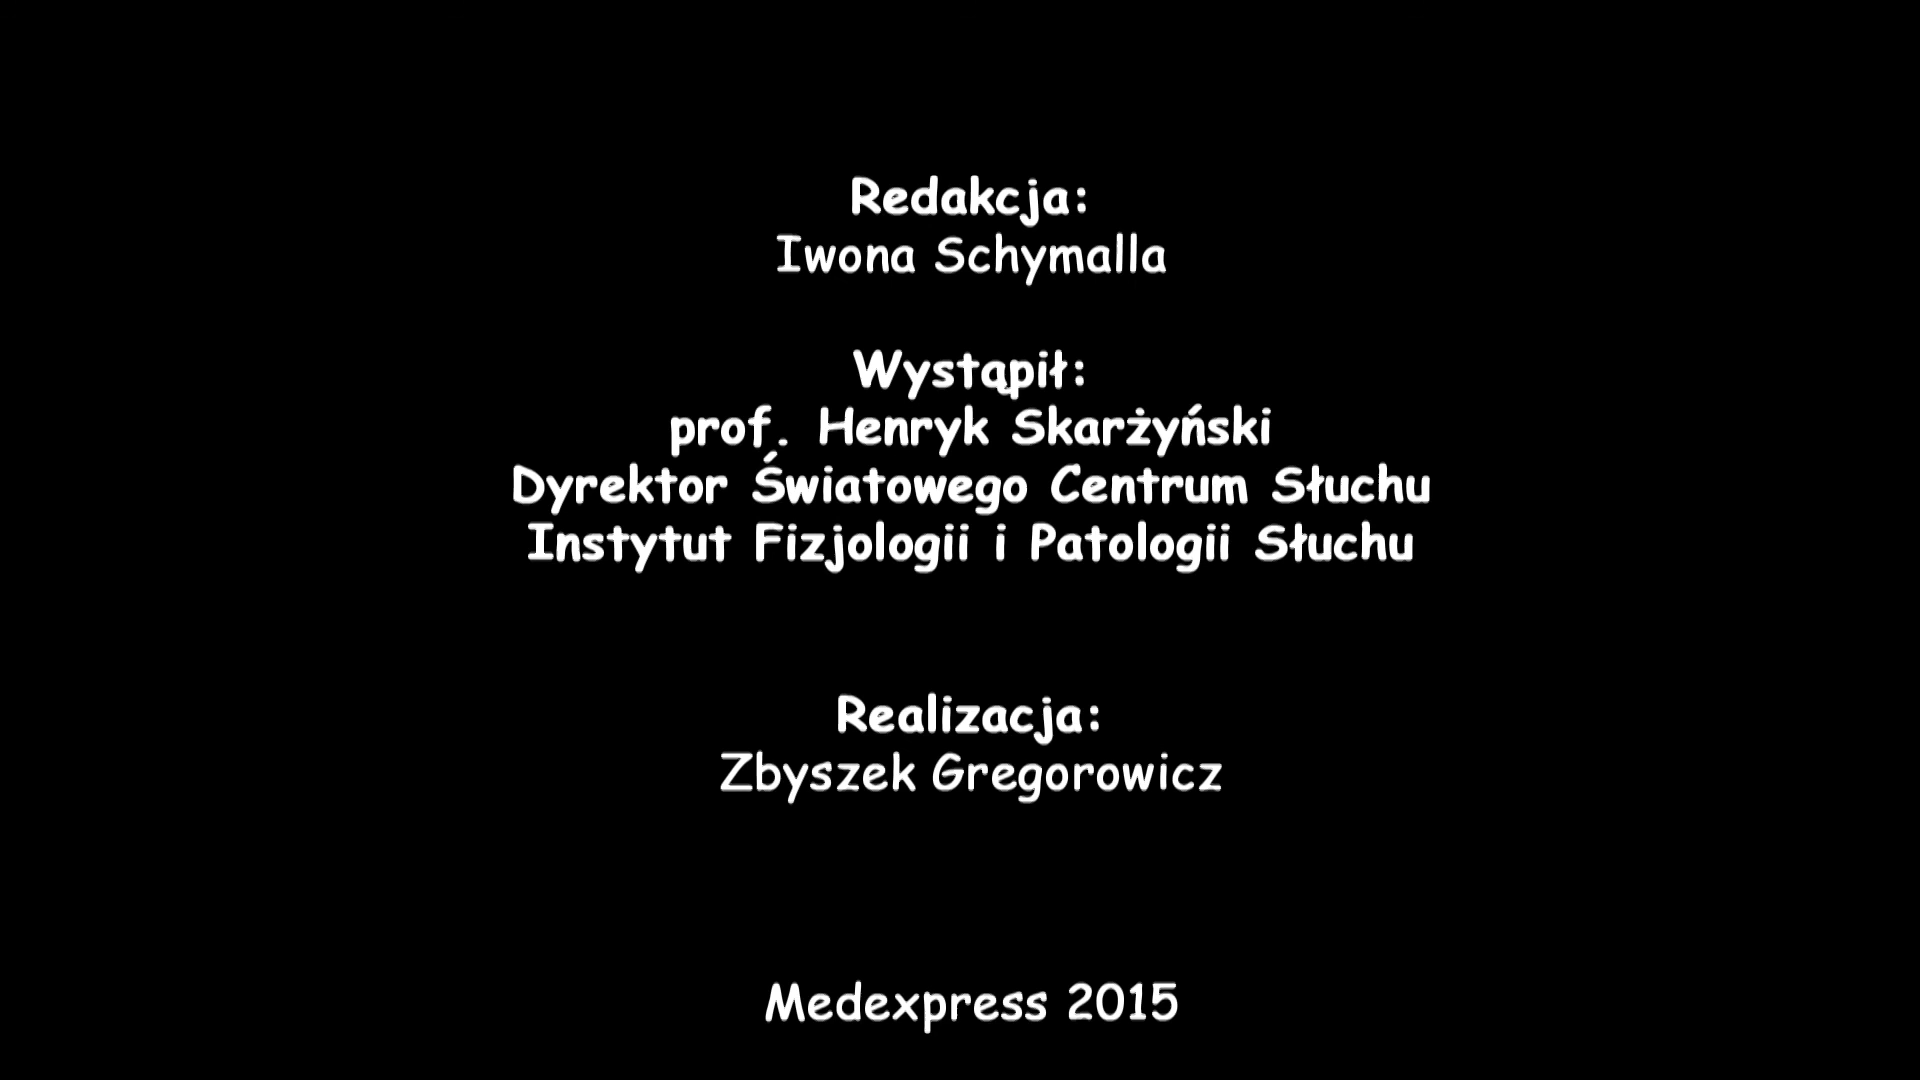 Redakcja:
Iwona Schymalla
Wystąpił:
prof. Henryk Skarżyński
Dyrektor Światowego Centrum Słuchu
Instytut Fizjologii i Patologii Słuchu
Realizacja:
Zbyszek Gregorowicz
Medexpress 2015